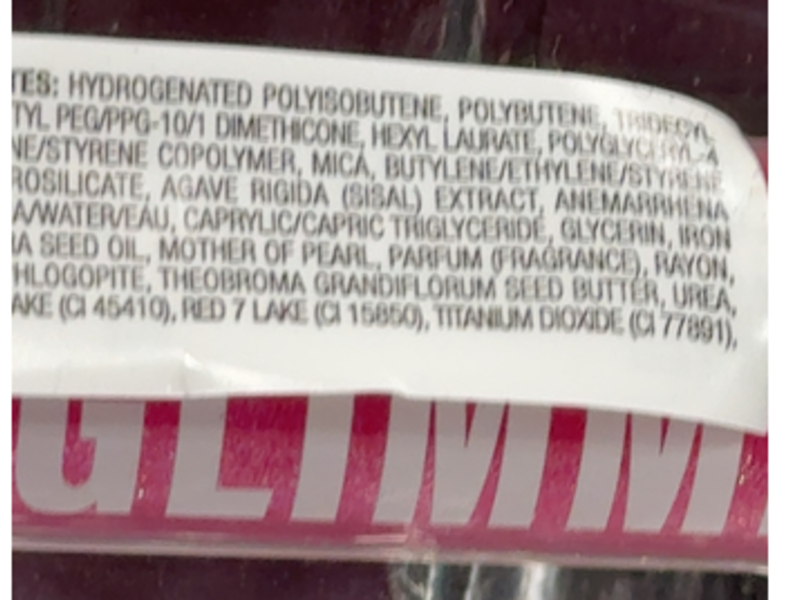 TES: HYDROGENATED POLYISOBUTENE, POLYBUTENE, TRIDECYL
TYL PEG/PPG-10/1 DIMETHICONE, HEXYL LAURATE, POLYGLYCERYL-4
NE/STYRENE COPOLYMER, MICA, BUTYLENE/ETHYLENE/STYRENE
ROSILICATE, AGAVE RIGIDA (SISAL) EXTRACT, ANEMARRHENA
A/WATER/EAU, CAPRYLIC/CAPRIC TRIGLYCERIDE, GLYCERIN, IRON
IA SEED OIL, MOTHER OF PEARL, PARFUM (FRAGRANCE), RAYON,
HLOGOPITE, THEOBROMA GRANDIFLORUM SEED BUTTER, UREA,
AKE (CI 45410), RED 7 LAKE (CI 15850), TITANIUM DIOXIDE (CI 77891),
GLIMM